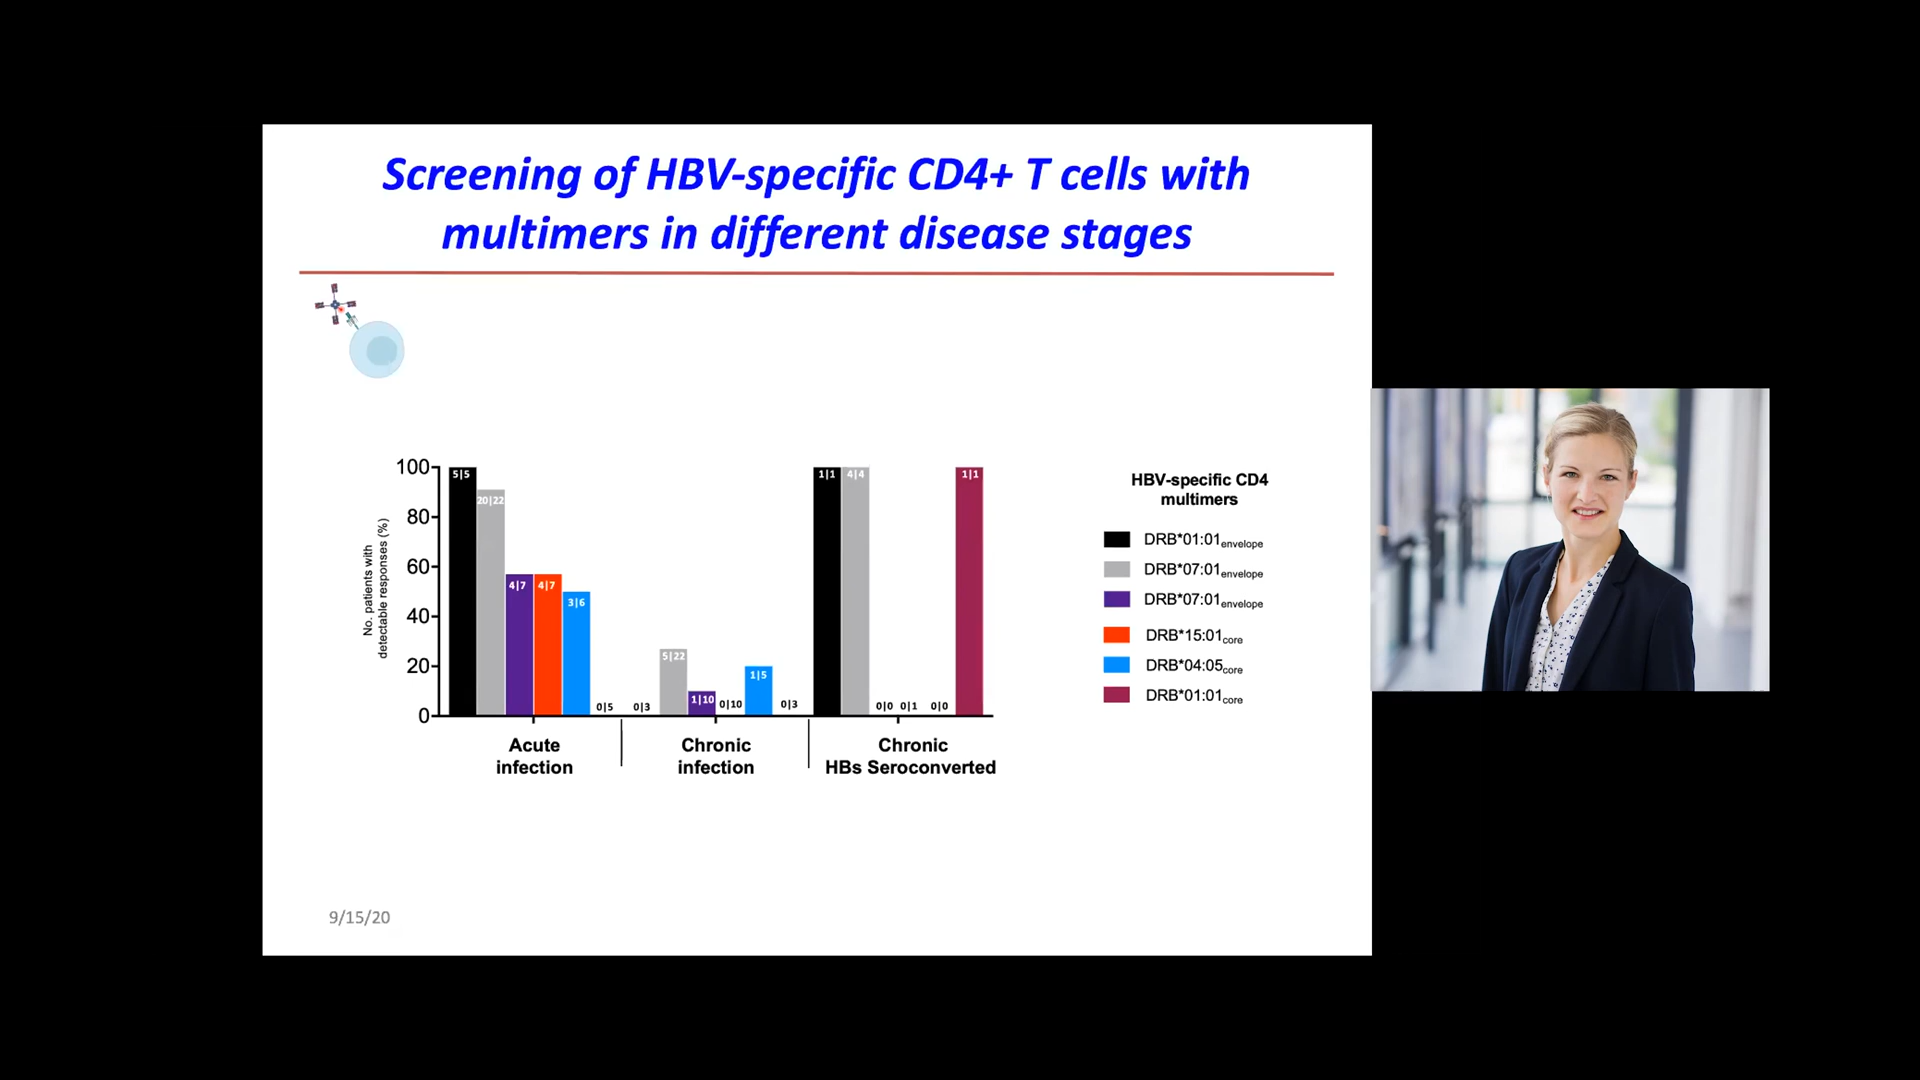 Screening of HBV-specific CD4+ T cells with
multimers in different disease stages
No. patients with
detectable responses (%)
100
80
60
40
20
0
5|5
20|22
4|7
4|7
3|6
0|5
0|3
5|22
1|10
0|10
1|5
0|3
1|1
4|4
0|0
0|1
0|0
1|1
Acute
infection
Chronic
infection
Chronic
HBs Seroconverted
HBV-specific CD4
multimers
DRB*01:01envelope
DRB*07:01envelope
DRB*07:01envelope
DRB*15:01core
DRB*04:05core
DRB*01:01core
9/15/20